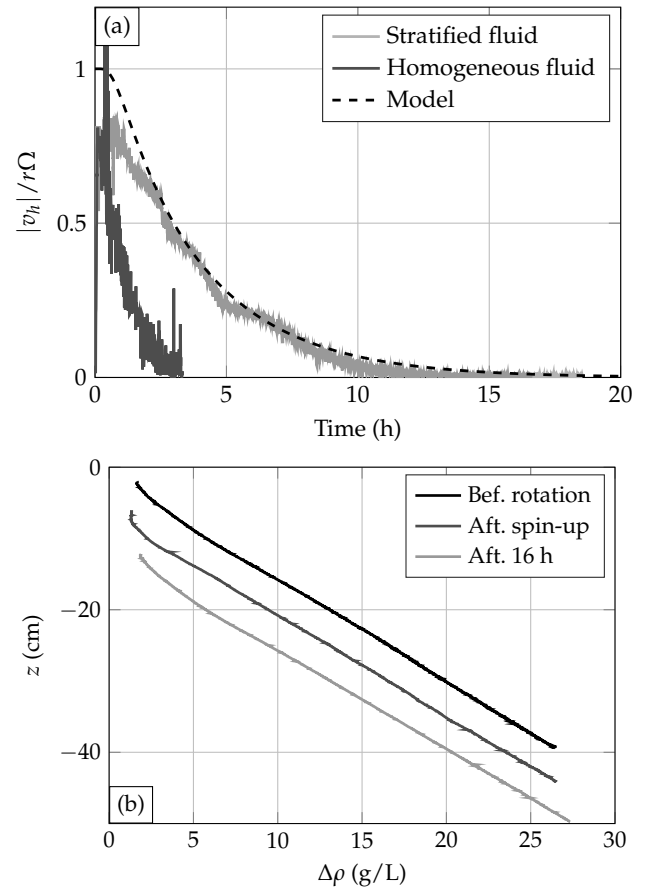 (a)
Stratified fluid
Homogeneous fluid
Model
1
0.5
0
|v_h|/rΩ
0 5 10 15 20
Time (h)
0
−20
−40
z (cm)
Bef. rotation
Aft. spin-up
Aft. 16 h
(b)
0 5 10 15 20 25 30
Δρ (g/L)